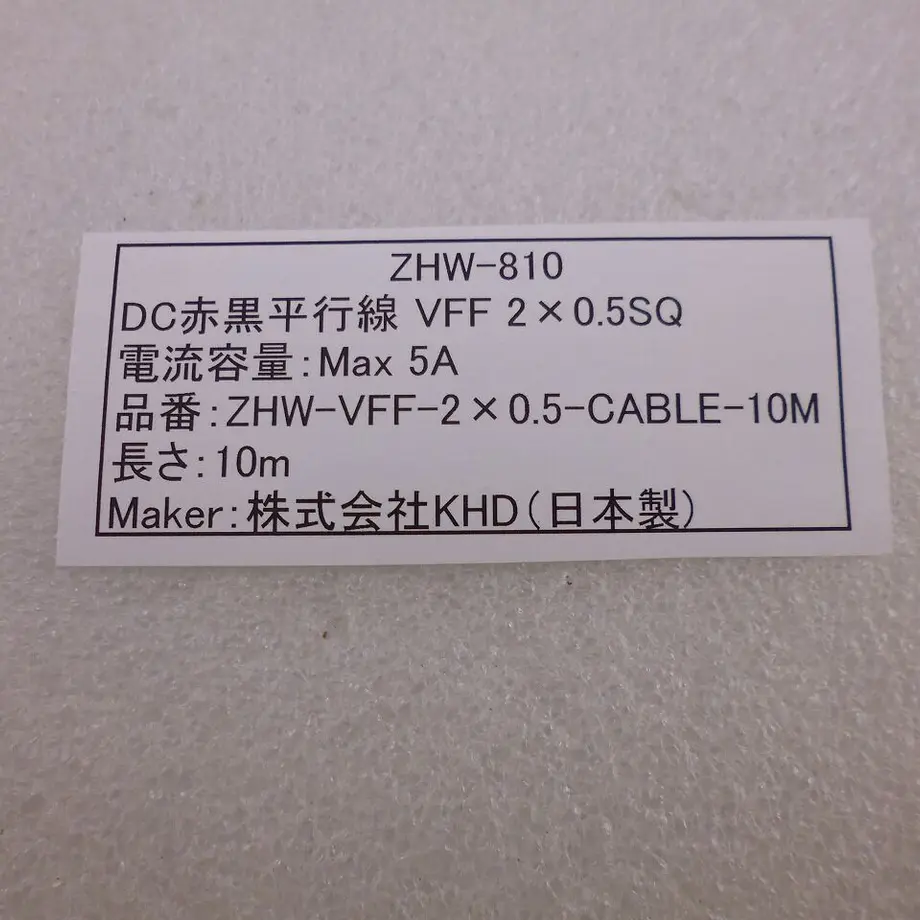 ZHW-810
DC赤黒平行線 VFF 2×0.5SQ
電流容量:Max 5A
品番:ZHW-VFF-2×0.5-CABLE-10M
長さ:10m
Maker:株式会社KHD(日本製)